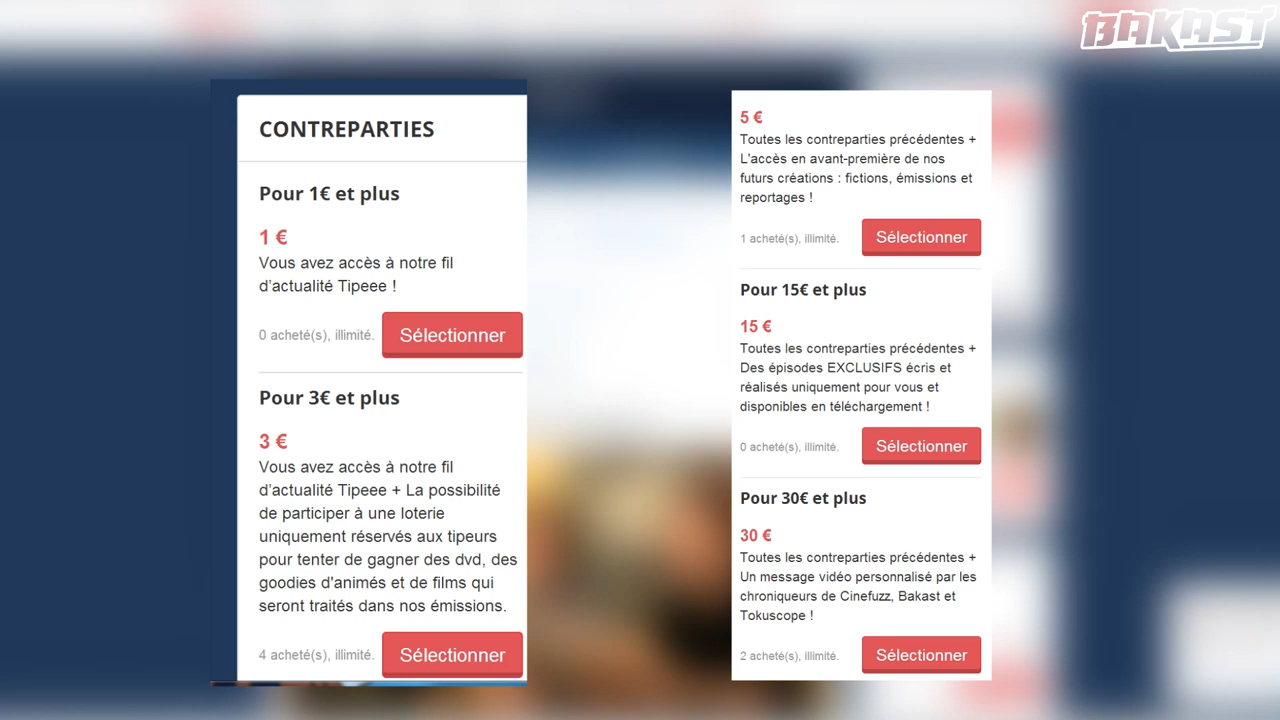 BAKAST
CONTREPARTIES
Pour 1€ et plus
1 €
Vous avez accès à notre fil
d'actualité Tipeee !
0 acheté(s), illimité.
Sélectionner
Pour 3€ et plus
3 €
Vous avez accès à notre fil
d'actualité Tipeee + La possibilité
de participer à une loterie
uniquement réservés aux tipeurs
pour tenter de gagner des dvd, des
goodies d'animés et de films qui
seront traités dans nos émissions.
4 acheté(s), illimité.
Sélectionner
5 €
Toutes les contreparties précédentes +
L'accès en avant-première de nos
futurs créations : fictions, émissions et
reportages !
1 acheté(s), illimité.
Sélectionner
Pour 15€ et plus
15 €
Toutes les contreparties précédentes +
Des épisodes EXCLUSIFS écris et
réalisés uniquement pour vous et
disponibles en téléchargement !
0 acheté(s), illimité.
Sélectionner
Pour 30€ et plus
30 €
Toutes les contreparties précédentes +
Un message vidéo personnalisé par les
chroniqueurs de Cinefuzz, Bakast et
Tokuscope !
2 acheté(s), illimité.
Sélectionner